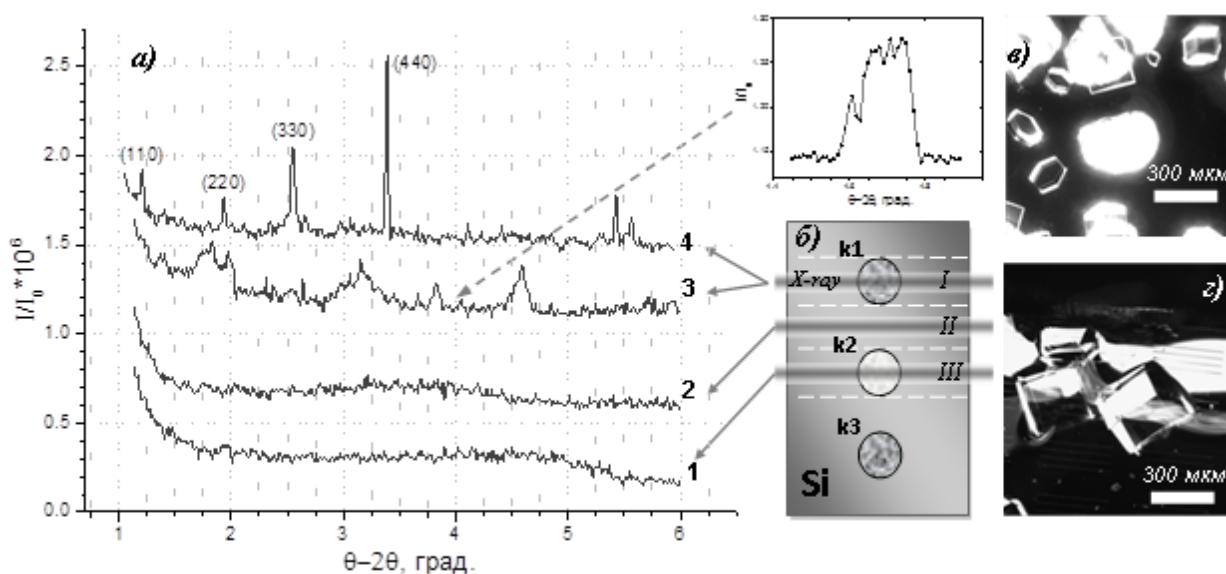 а)
2.5
2.0
1.5
1.0
0.5
0.0
I/I₀*10⁶
(110)
(220)
(330)
(440)
4
3
2
1
1 2 3 4 5 6
θ–2θ, град.
I/I₀
θ–2θ, град.
б)
k1
X-ray I
II
k2
III
k3
Si
в)
300 мкм
г)
300 мкм